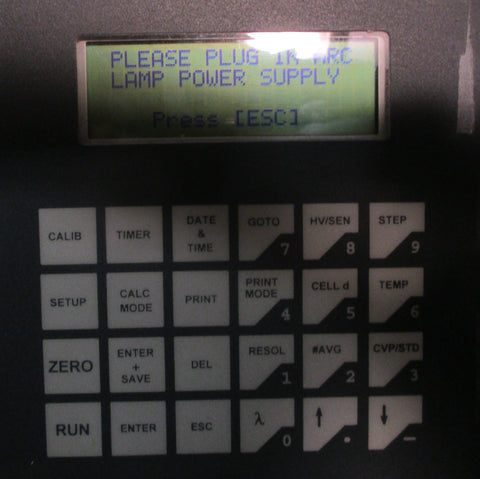 PLEASE PLUG IN ARC
LAMP POWER SUPPLY
Press [ESC]
CALIB TIMER DATE & TIME GOTO 7 HV/SEN 8 STEP 9
SETUP CALC MODE PRINT PRINT MODE 4 CELL d 5 TEMP 6
ZERO ENTER + SAVE DEL RESOL 1 #AVG 2 CVP/STD 3
RUN ENTER ESC λ 0 ↑ . ↓ –